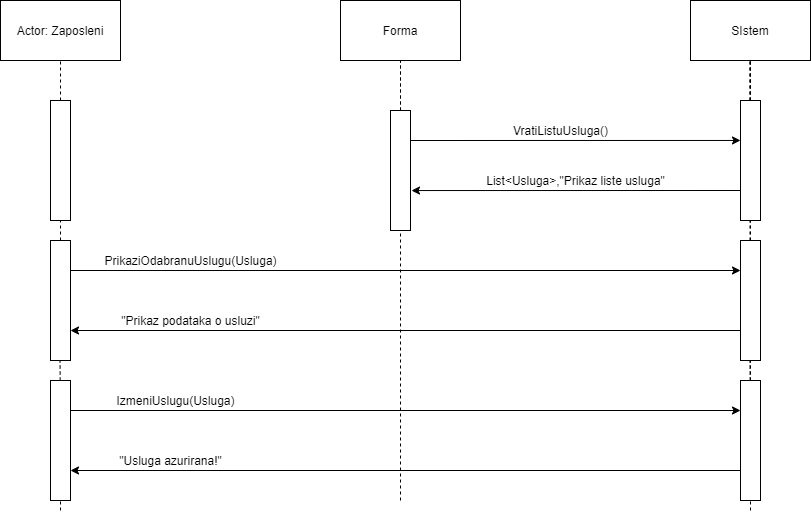 Actor: Zaposleni
Forma
SIstem
VratiListuUsluga()
List<Usluga>,"Prikaz liste usluga"
PrikaziOdabranuUslugu(Usluga)
"Prikaz podataka o usluzi"
IzmeniUslugu(Usluga)
"Usluga azurirana!"